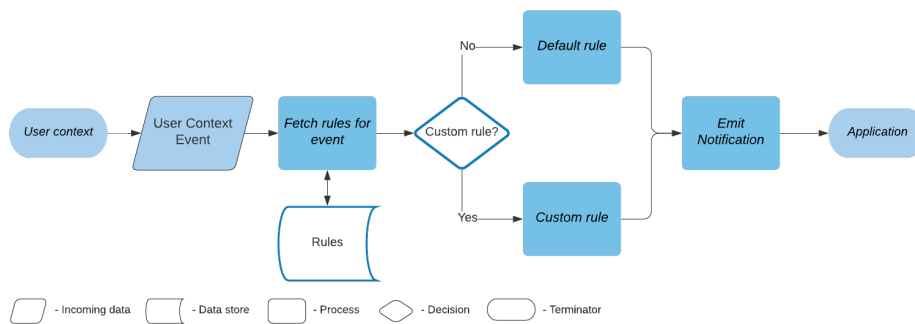 No
Default rule
User context
User Context
Event
Fetch rules for
event
Custom rule?
Emit
Notification
Application
Yes
Custom rule
Rules
- Incoming data
- Data store
- Process
- Decision
- Terminator